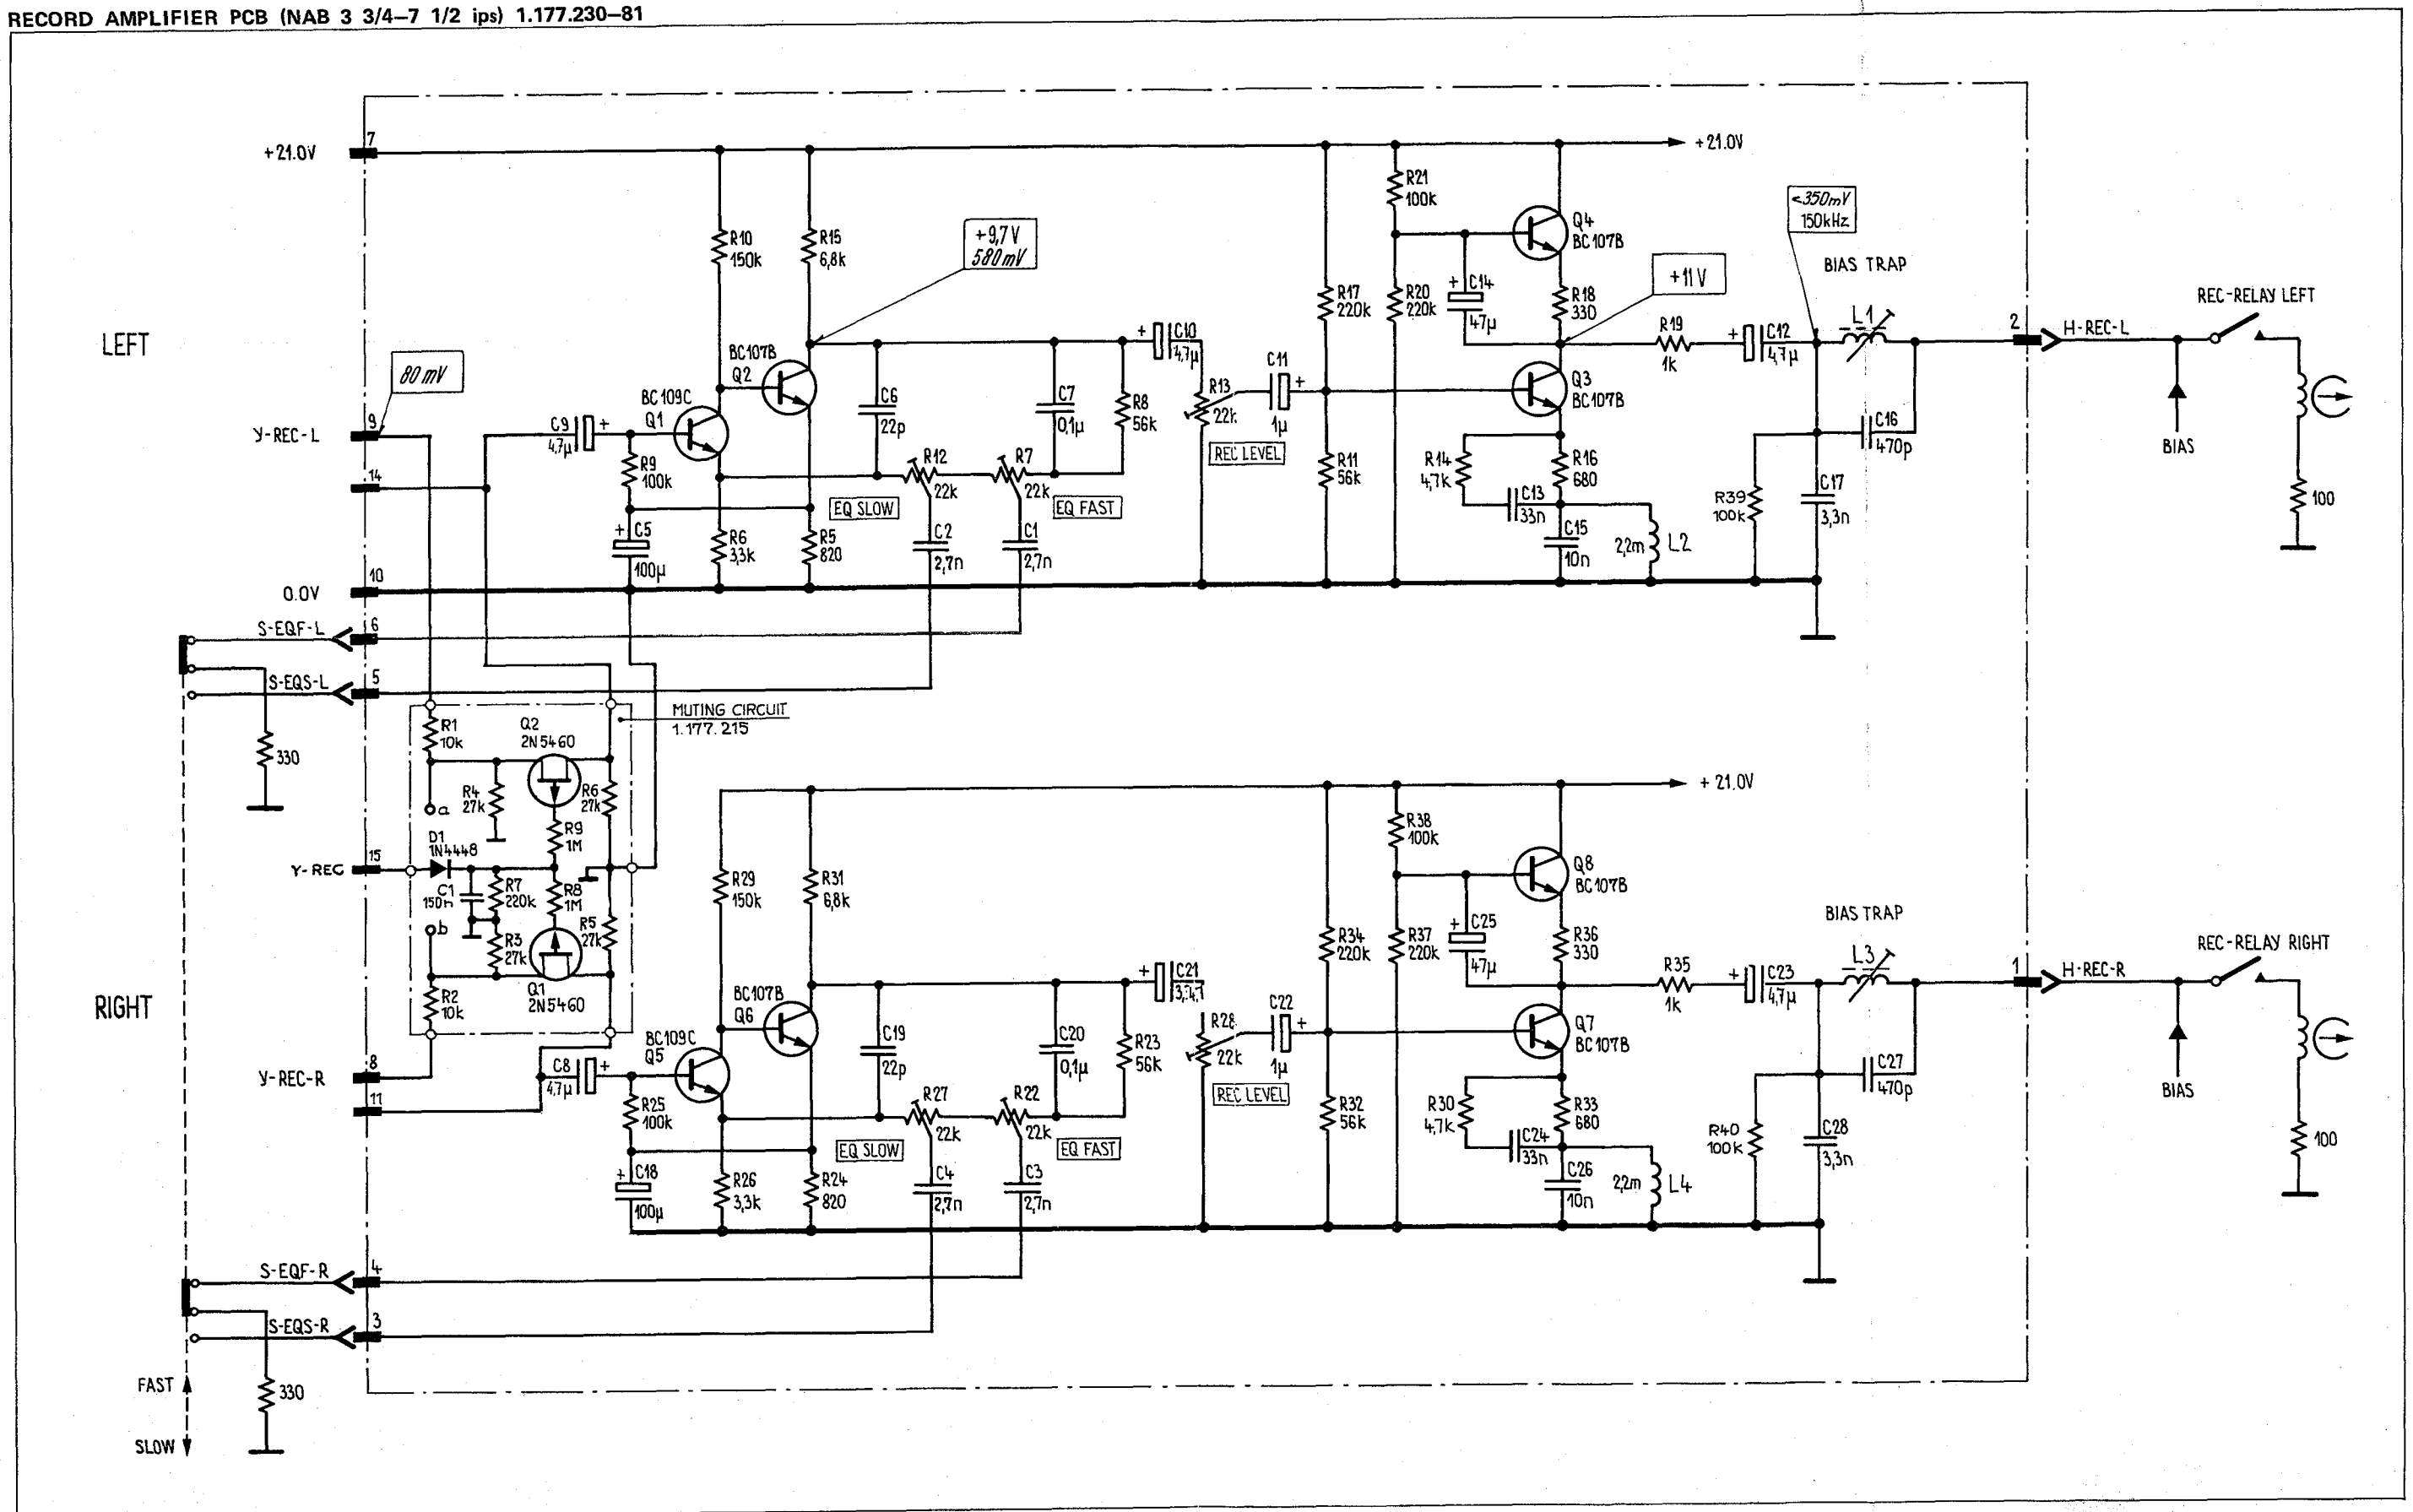 RECORD AMPLIFIER PCB (NAB 3 3/4–7 1/2 ips) 1.177.230–81
+21.0V
7
+21.0V
R21
100k
<350mV
150kHz
Q4
BC107B
R10
150k
R15
6,8k
+9,7V
580mV
BIAS TRAP
+11V
C14
+
47µ
R18
330
R17
220k
R20
220k
REC-RELAY LEFT
LEFT
+
C10
4,7µ
R19
1k
+
C12
4,7µ
L1
2
H-REC-L
BC107B
Q2
80mV
BC109C
Q1
C6
22p
C7
0,1µ
R8
56k
R13
22k
C11
+
1µ
Q3
BC107B
REC LEVEL
Y-REC-L
9
C9
+
4,7µ
C16
470p
BIAS
14
R9
100k
R12
22k
R7
22k
R11
56k
R14
4,7k
R16
680
EQ SLOW
EQ FAST
C13
33n
R39
100k
C17
3,3n
100
+
C5
100µ
R6
3,3k
R5
820
C2
2,7n
C1
2,7n
C15
10n
2,2m
L2
0.0V
10
S-EQF-L
6
S-EQS-L
5
330
MUTING CIRCUIT
1.177.215
R1
10k
Q2
2N5460
R4
27k
R6
27k
a
R9
1M
D1
1N4448
Y-REC
15
C1
150n
R7
220k
R8
1M
b
R3
27k
R5
27k
R2
10k
Q1
2N5460
+21.0V
R38
100k
Q8
BC107B
R29
150k
R31
6,8k
BIAS TRAP
+
C25
47µ
R36
330
R34
220k
R37
220k
REC-RELAY RIGHT
RIGHT
+
C21
R35
1k
+
C23
4,7µ
L3
1
H-REC-R
BC107B
Q6
BC109C
Q5
C19
22p
C20
0,1µ
R23
56k
R28
22k
C22
+
1µ
Q7
BC107B
REC LEVEL
Y-REC-R
8
11
C8
+
4,7µ
C27
470p
BIAS
R25
100k
R27
22k
R22
22k
R32
56k
R30
4,7k
R33
680
EQ SLOW
EQ FAST
C24
33n
R40
100k
C28
3,3n
100
+
C18
100µ
R26
3,3k
R24
820
C4
2,7n
C3
2,7n
C26
10n
2,2m
L4
S-EQF-R
4
S-EQS-R
3
FAST
330
SLOW